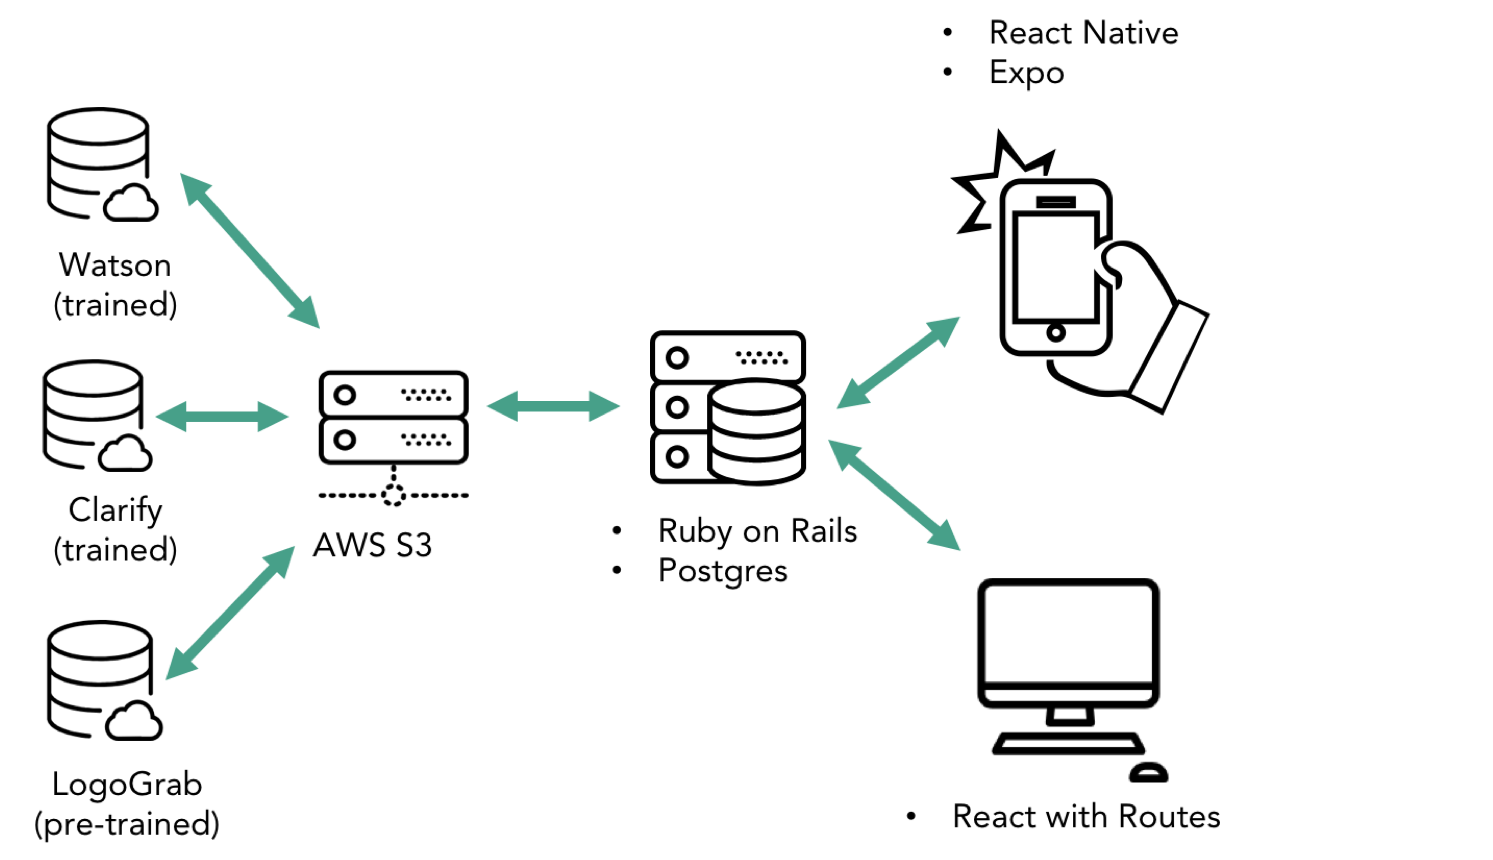 • React Native
• Expo
Watson
(trained)
Clarify
(trained)
AWS S3
• Ruby on Rails
• Postgres
LogoGrab
(pre-trained)
• React with Routes